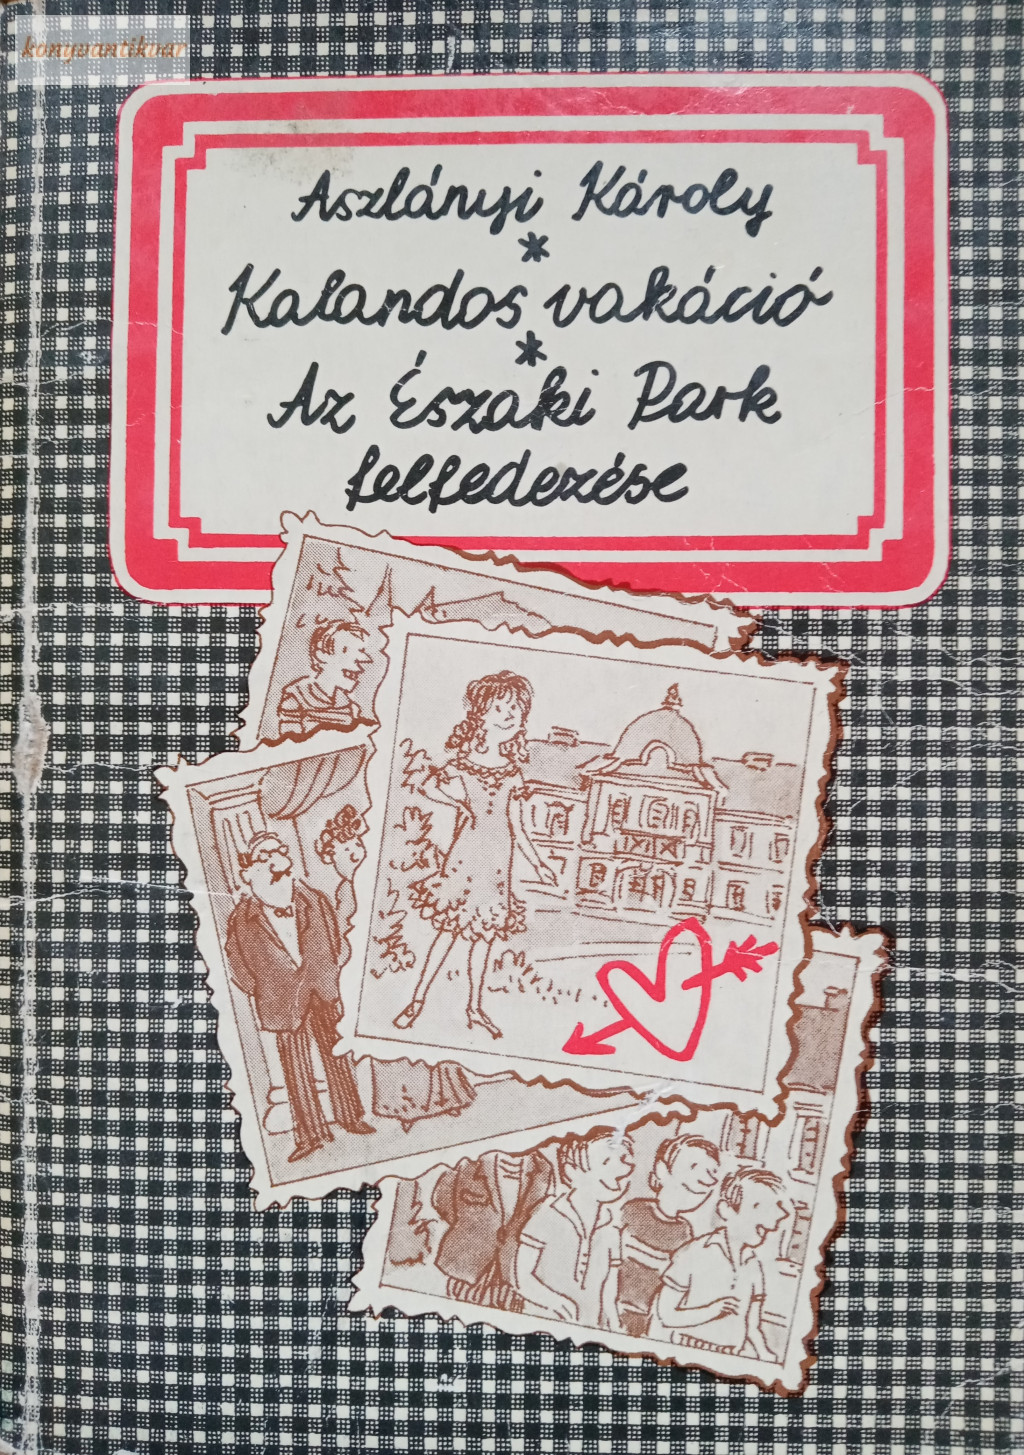 konyvantikvar
Aszlányi Károly
*
Kalandos vakáció
*
Az Északi Park
felfedezése